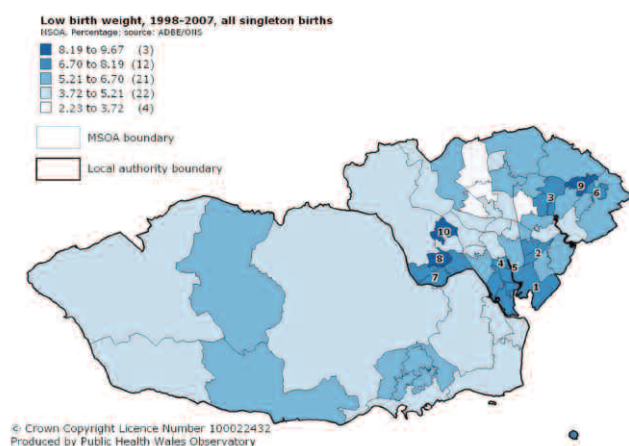 Low birth weight, 1998-2007, all singleton births
MSOA, Percentage; source: ADBE/ONS
8.19 to 9.67 (3)
6.70 to 8.19 (12)
5.21 to 6.70 (21)
3.72 to 5.21 (22)
2.23 to 3.72 (4)
MSOA boundary
Local authority boundary
9
6
3
10
2
4
5
8
7
1
© Crown Copyright Licence Number 100022432
Produced by Public Health Wales Observatory